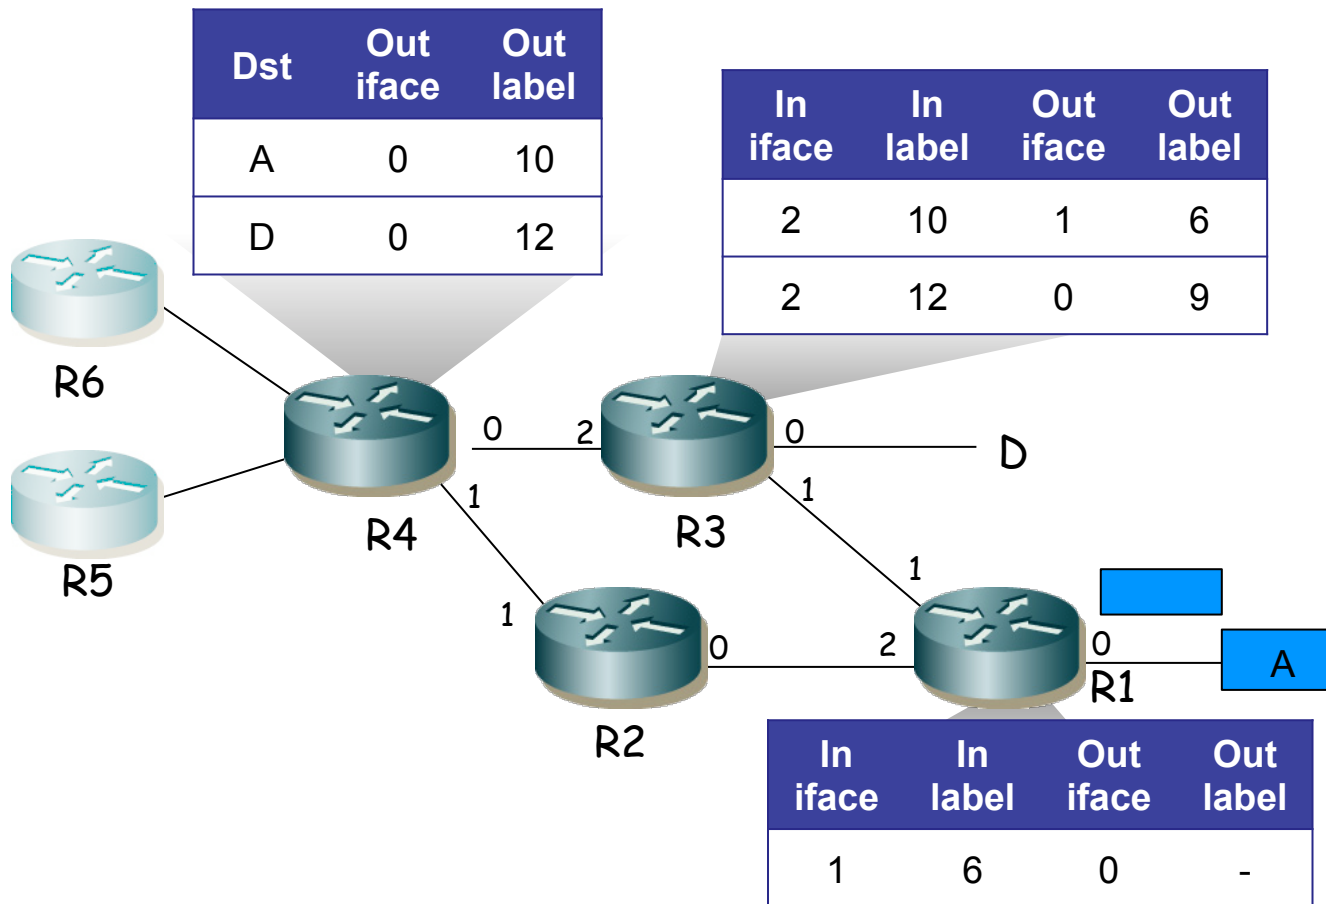 Dst Out iface Out label
A 0 10
D 0 12
In iface In label Out iface Out label
2 10 1 6
2 12 0 9
R6
R5
R4
0
1
2
R3
0
1
D
1
R2
0
1
2
R1
0
A
In iface In label Out iface Out label
1 6 0 -